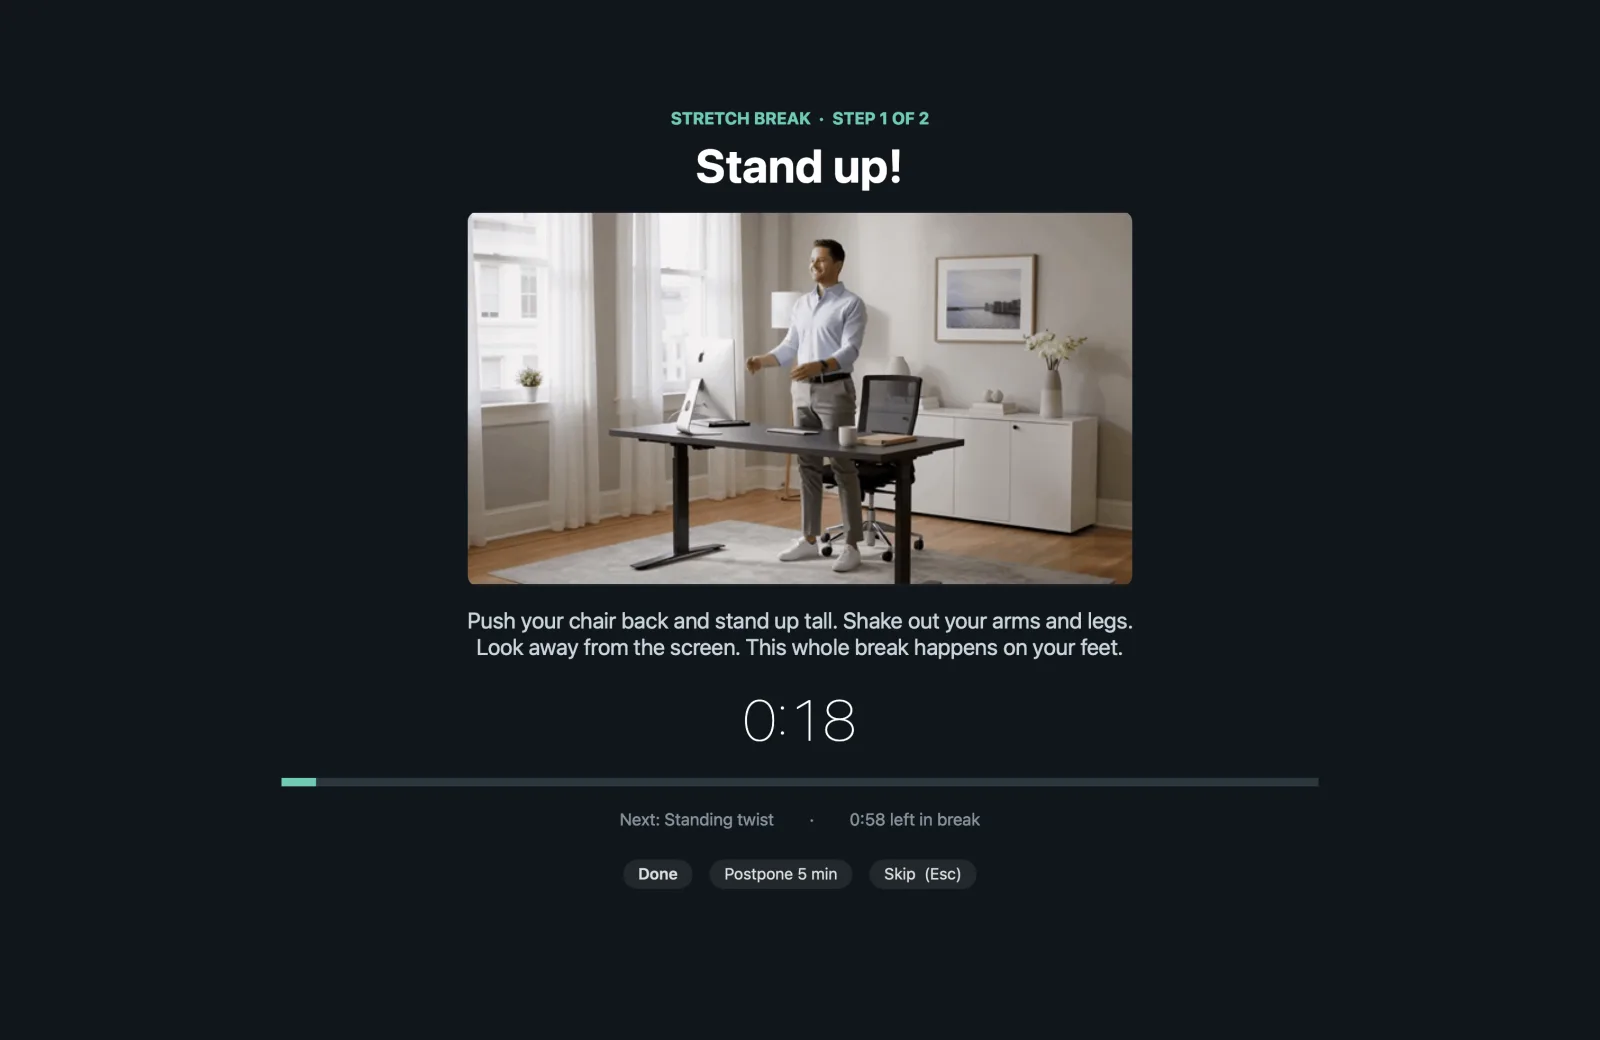 STRETCH BREAK · STEP 1 OF 2
Stand up!
Push your chair back and stand up tall. Shake out your arms and legs.
Look away from the screen. This whole break happens on your feet.
0:18
Next: Standing twist · 0:58 left in break
Done Postpone 5 min Skip (Esc)